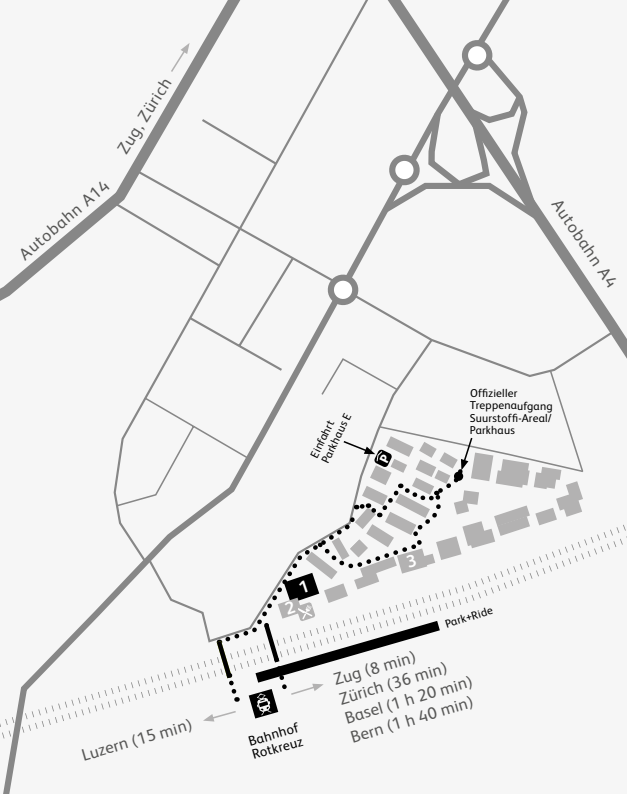 Zug, Zürich
Autobahn A14
Autobahn A4
Offizieller
Treppenaufgang
Suurstoffi-Areal/
Parkhaus
Einfahrt
Parkhaus E
P
1
2
3
Park+Ride
Zug (8 min)
Zürich (36 min)
Basel (1 h 20 min)
Bern (1 h 40 min)
Luzern (15 min)
Bahnhof
Rotkreuz